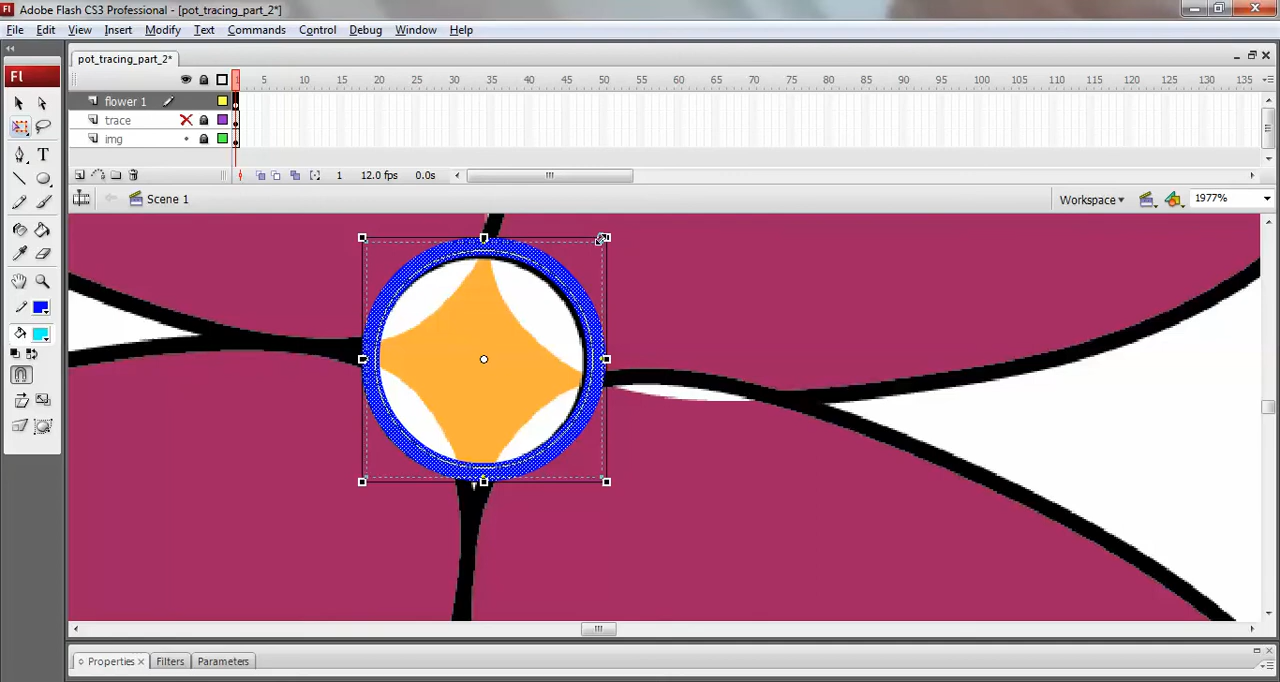 Fl Adobe Flash CS3 Professional - [pot_tracing_part_2*]
File Edit View Insert Modify Text Commands Control Debug Window Help
pot_tracing_part_2*
Fl
1 5 10 15 20 25 30 35 40 45 50 55 60 65 70 75 80 85 90 95 100 105 110 115 120 125 130 135
flower 1
trace
img
1 12.0 fps 0.0s
Scene 1 Workspace 1977%
T
Properties Filters Parameters